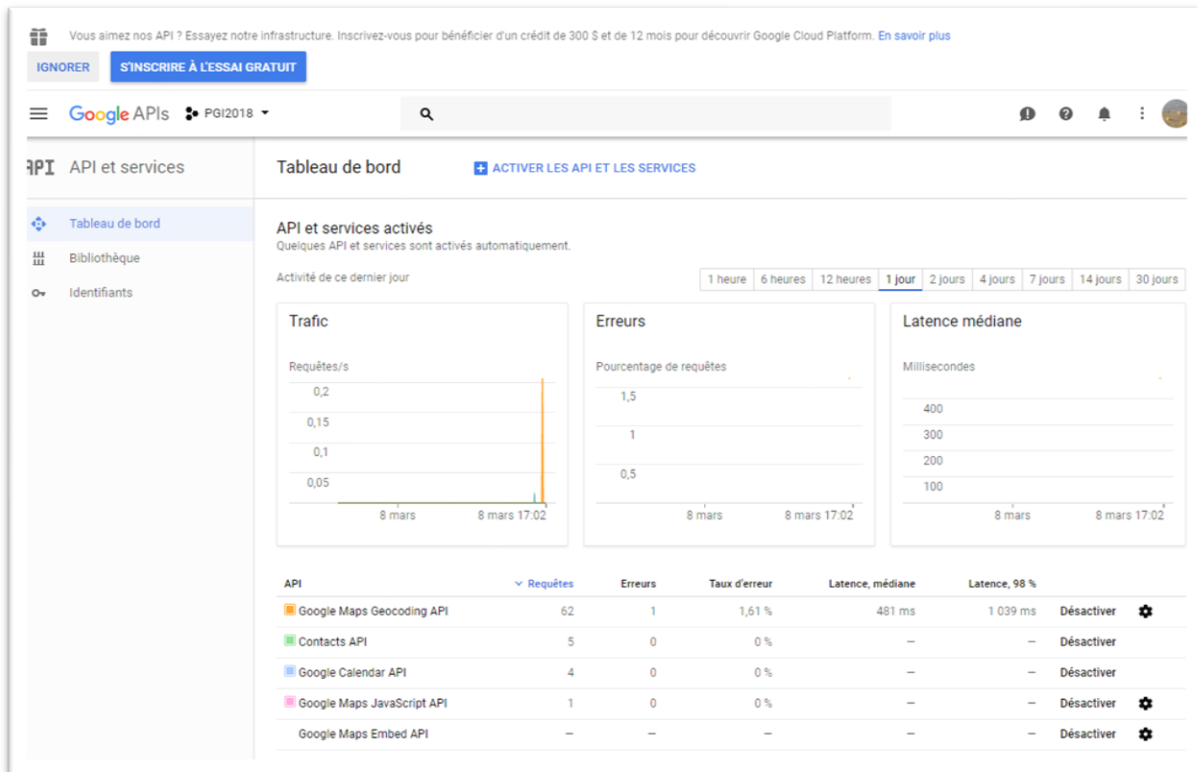 Vous aimez nos API ? Essayez notre infrastructure. Inscrivez-vous pour bénéficier d'un crédit de 300 $ et de 12 mois pour découvrir Google Cloud Platform. En savoir plus
IGNORER S'INSCRIRE À L'ESSAI GRATUIT
Google APIs PGI2018
API API et services
Tableau de bord
Bibliothèque
Identifiants
Tableau de bord ACTIVER LES API ET LES SERVICES
API et services activés
Quelques API et services sont activés automatiquement.
Activité de ce dernier jour
1 heure 6 heures 12 heures 1 jour 2 jours 4 jours 7 jours 14 jours 30 jours
Trafic
Requêtes/s
0,2
0,15
0,1
0,05
8 mars 8 mars 17:02
Erreurs
Pourcentage de requêtes
1,5
1
0,5
8 mars 8 mars 17:02
Latence médiane
Millisecondes
400
300
200
100
8 mars 8 mars 17:02
API Requêtes Erreurs Taux d'erreur Latence, médiane Latence, 98 %
Google Maps Geocoding API 62 1 1,61 % 481 ms 1 039 ms Désactiver
Contacts API 5 0 0 % – – Désactiver
Google Calendar API 4 0 0 % – – Désactiver
Google Maps JavaScript API 1 0 0 % – – Désactiver
Google Maps Embed API – – – – – Désactiver